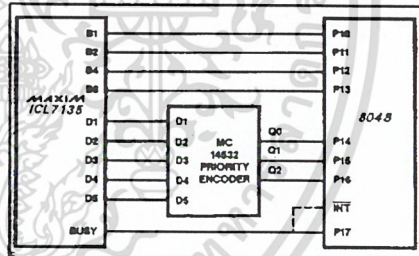 B1
B2
B4
B8
MAXIM
ICL7135
D1
D2
D3
D4
D5
BUSY
D1
D2
D3
D4
D5
MC
14532
PRIORITY
ENCODER
Q0
Q1
Q2
P10
P11
P12
P13
8048
P14
P15
P16
INT
P17